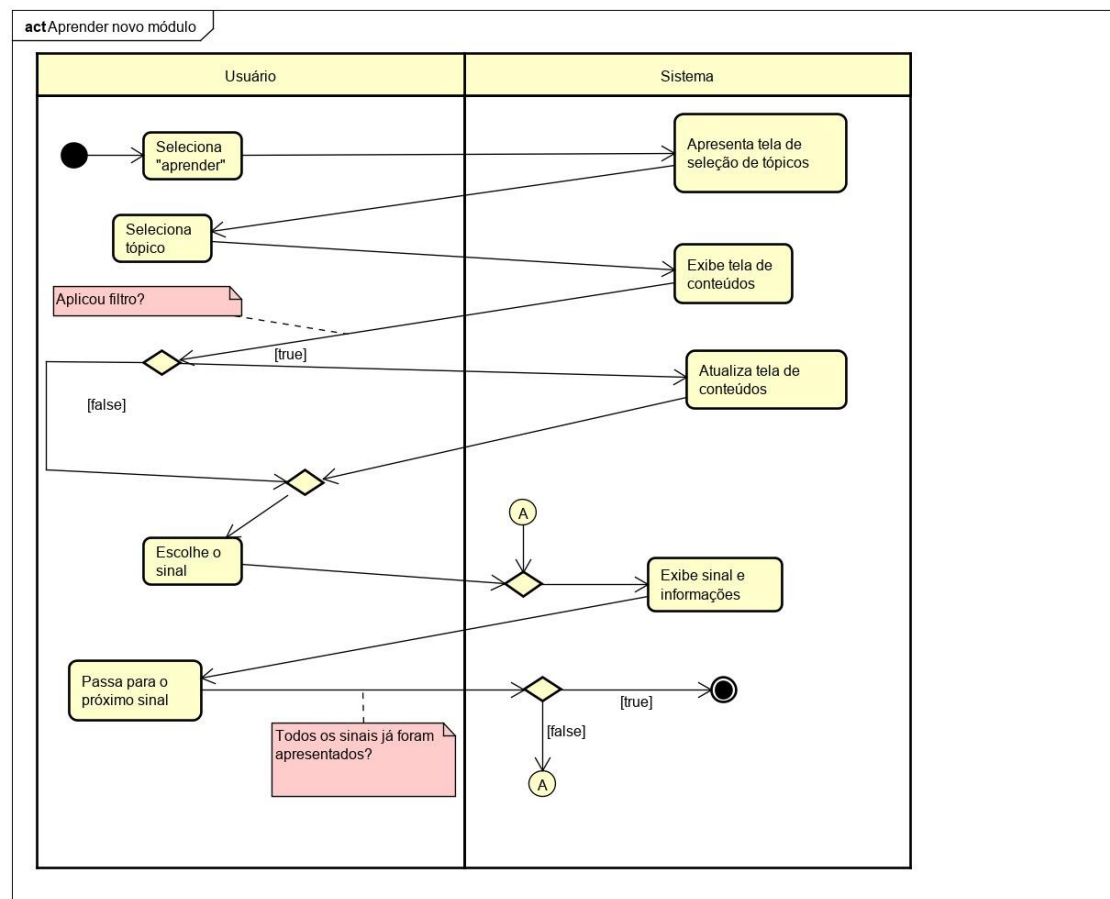 act Aprender novo módulo
Usuário
Sistema
Seleciona
"aprender"
Apresenta tela de
seleção de tópicos
Seleciona
tópico
Exibe tela de
conteúdos
Aplicou filtro?
[true]
Atualiza tela de
conteúdos
[false]
A
Escolhe o
sinal
Exibe sinal e
informações
Passa para o
próximo sinal
[true]
Todos os sinais já foram
apresentados?
[false]
A